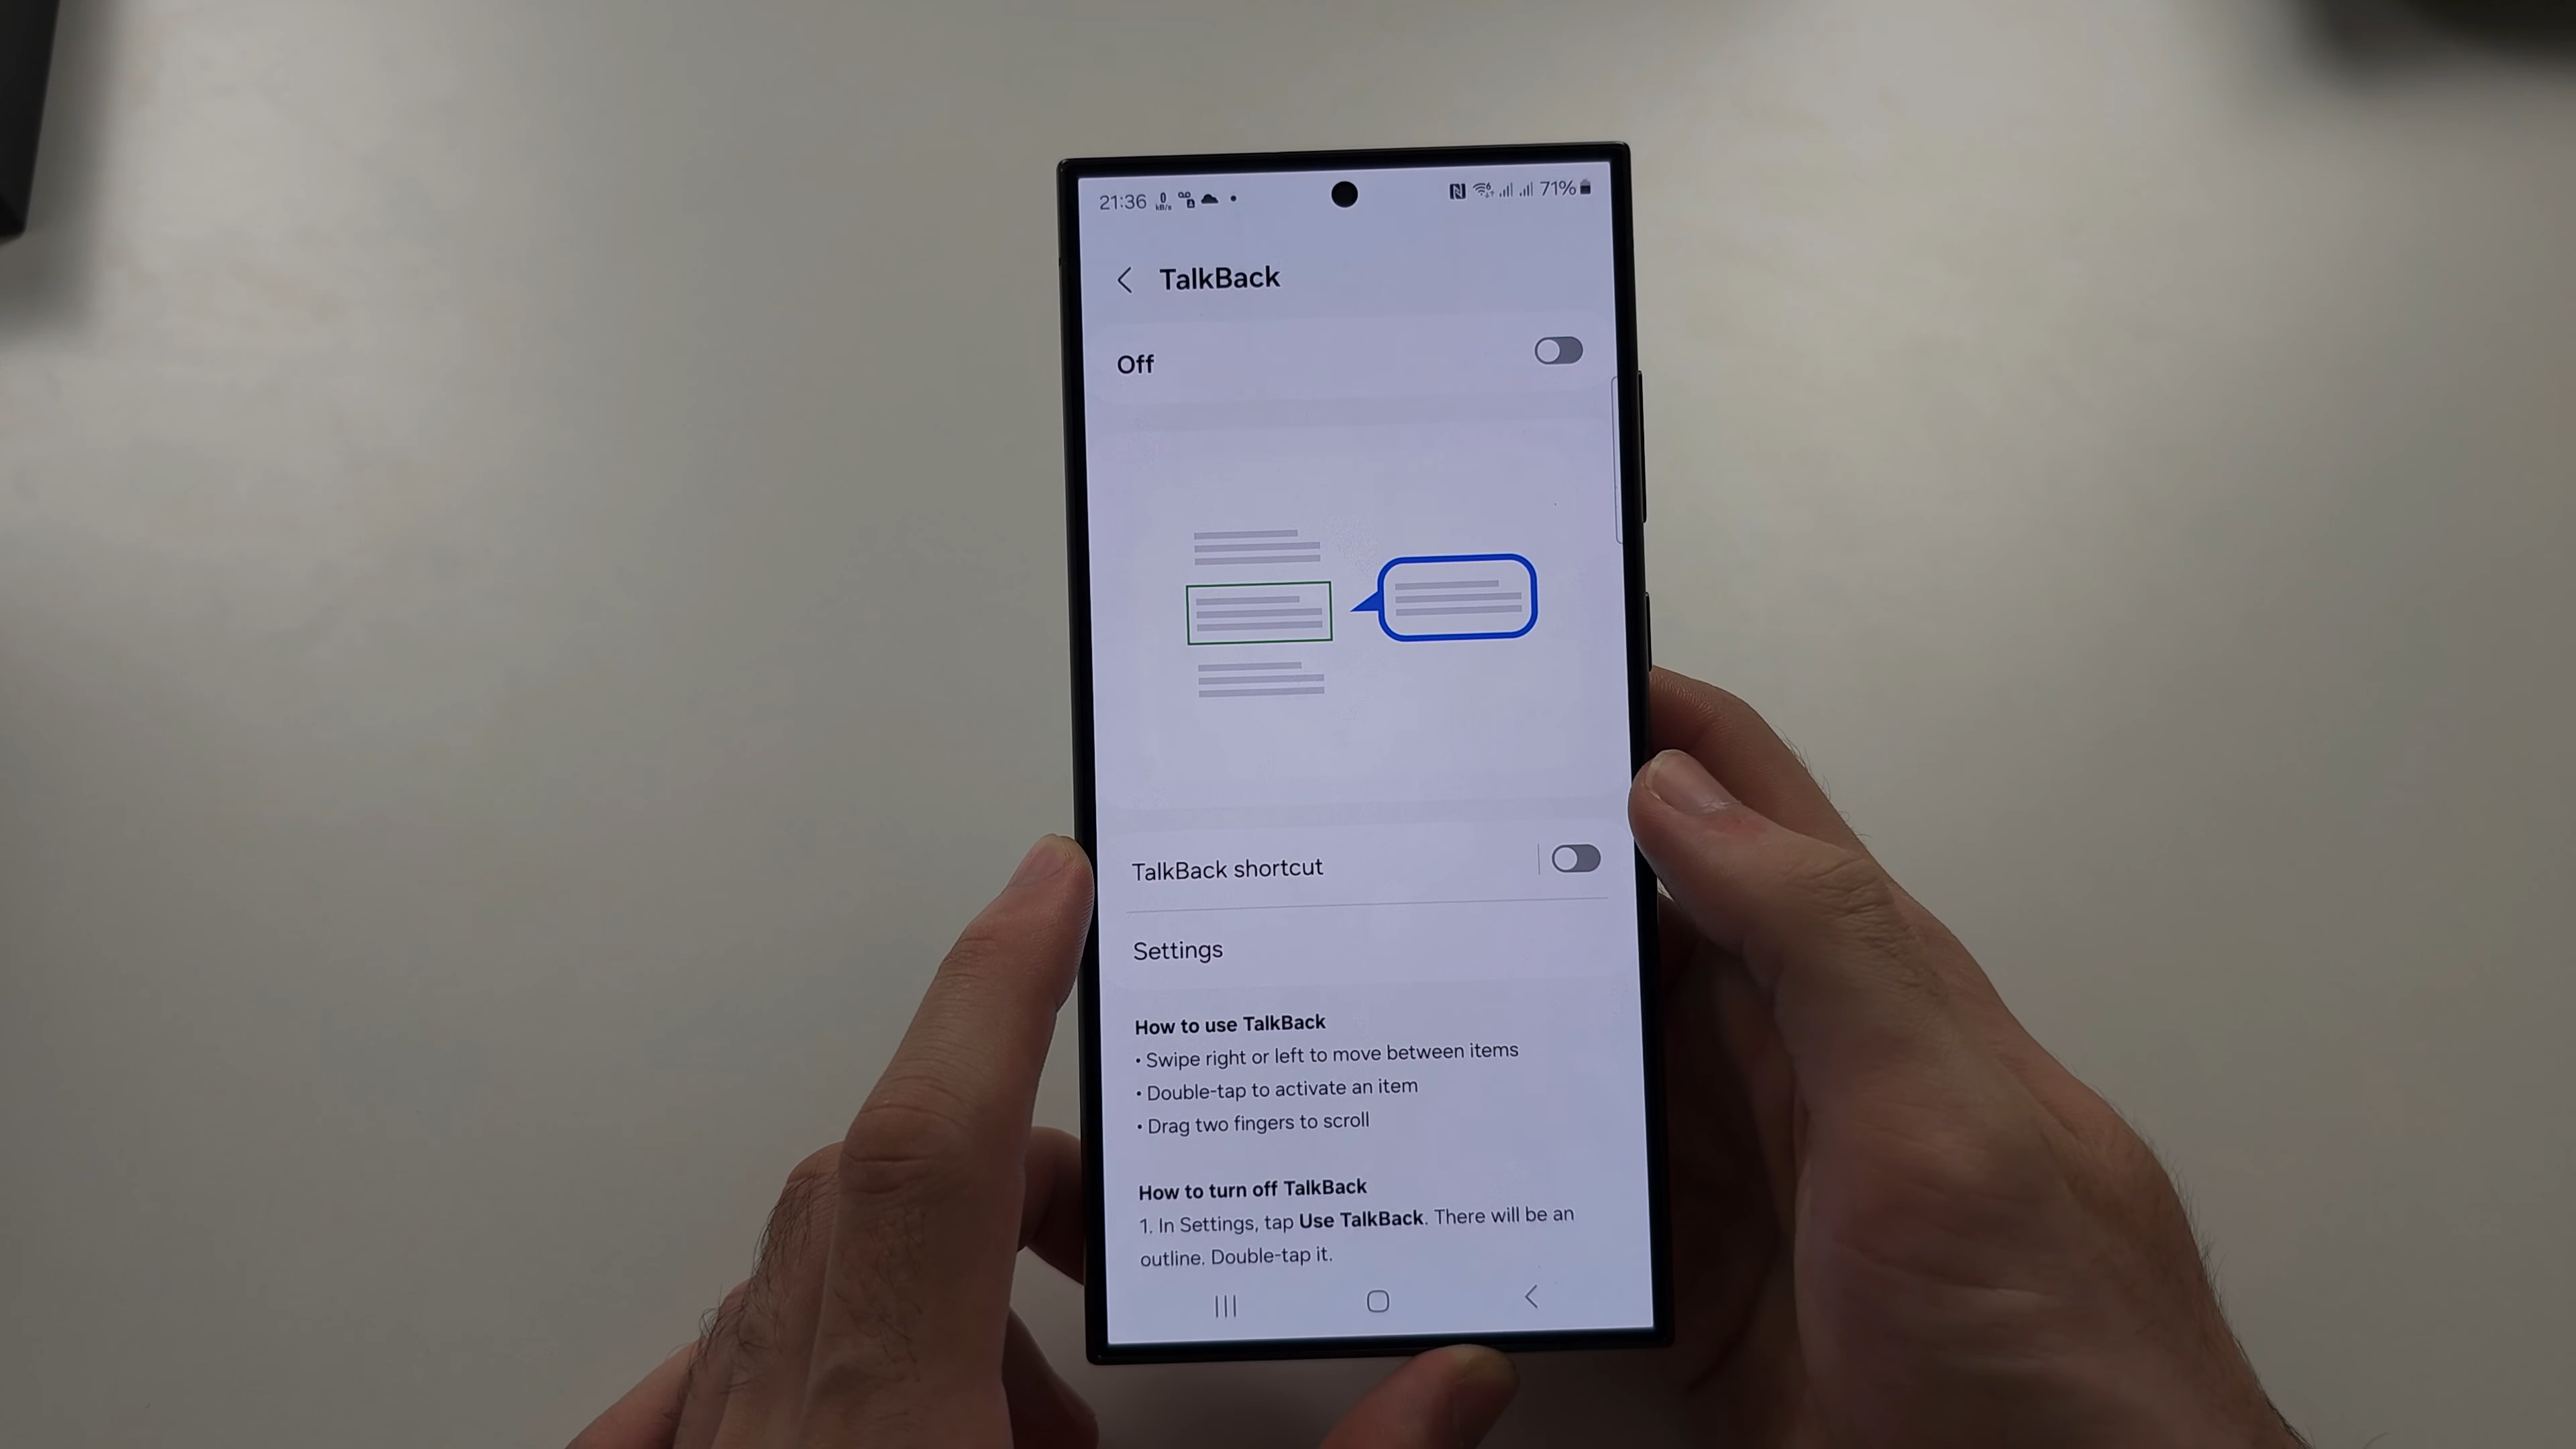 21:36 0 KB/s 71%
TalkBack
Off
TalkBack shortcut
Settings
How to use TalkBack
• Swipe right or left to move between items
• Double-tap to activate an item
• Drag two fingers to scroll
How to turn off TalkBack
1. In Settings, tap Use TalkBack. There will be an
outline. Double-tap it.